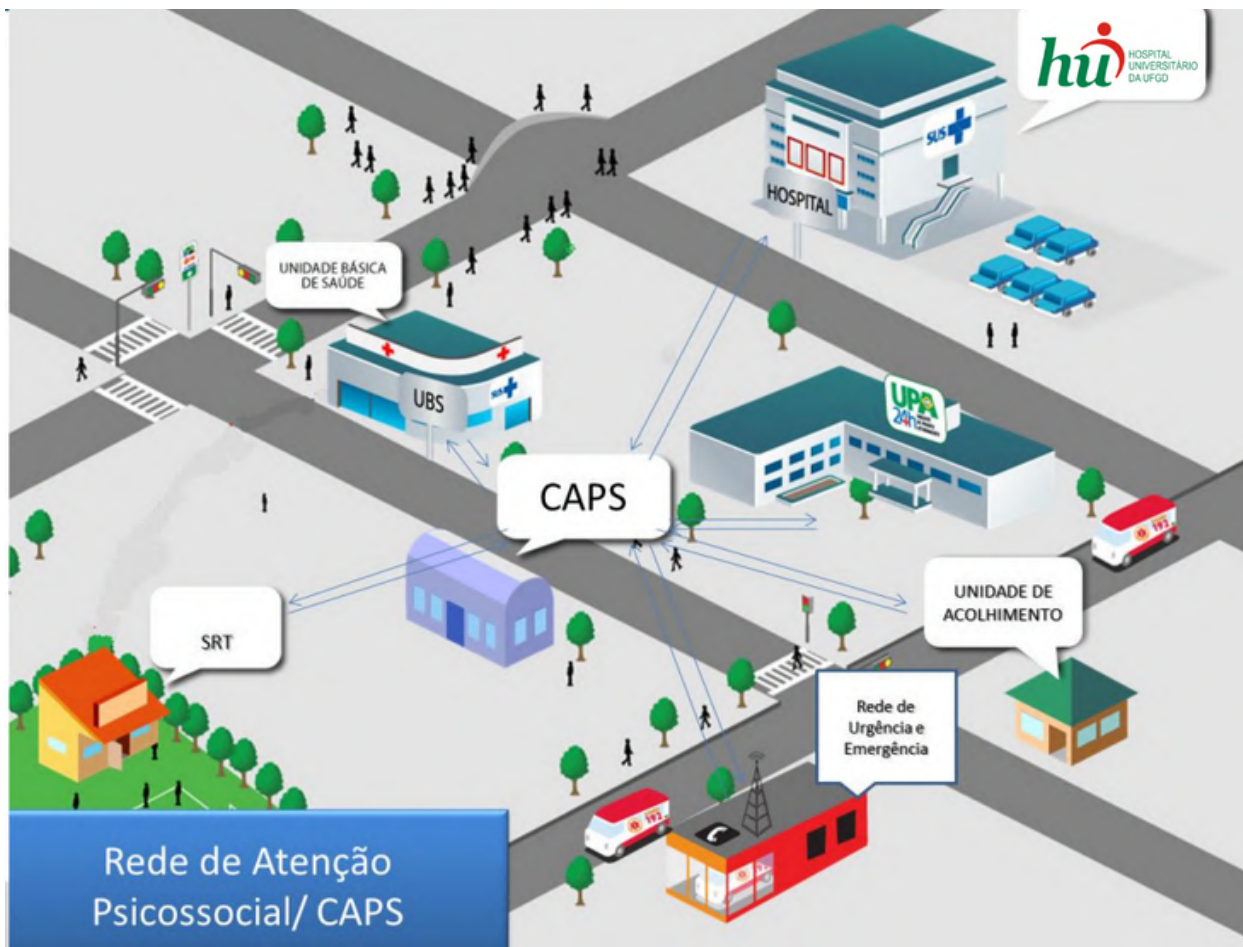 hu
HOSPITAL
UNIVERSITÁRIO
DA UFGD
SUS
HOSPITAL
UNIDADE BÁSICA
DE SAÚDE
SUS
UBS
UPA
24h
CAPS
192
UNIDADE DE
ACOLHIMENTO
SRT
Rede de
Urgência e
Emergência
192
Rede de Atenção
Psicossocial/ CAPS